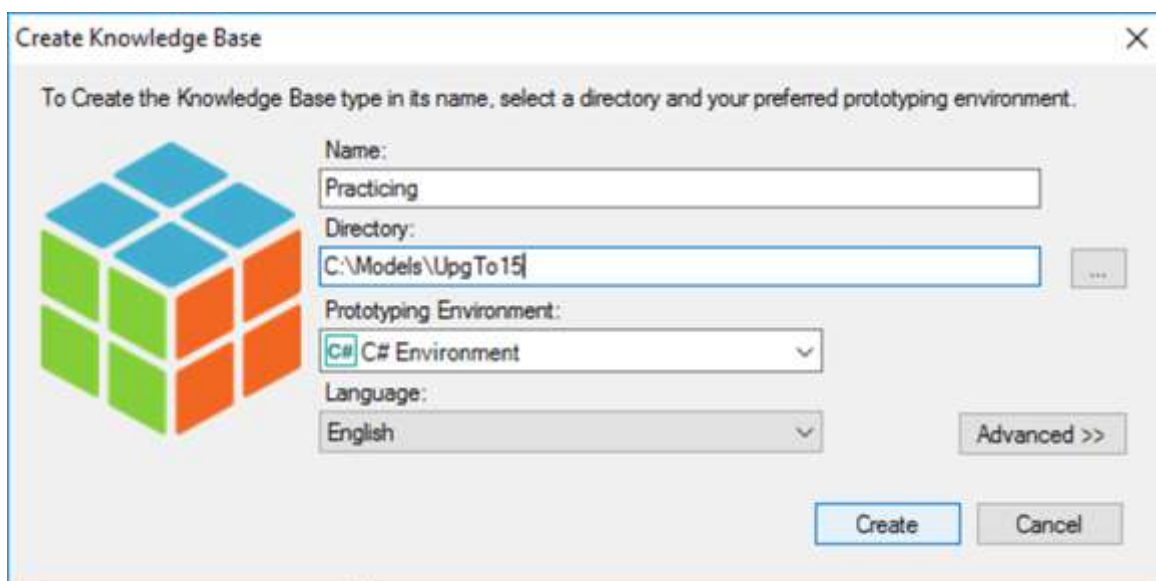 Create Knowledge Base
To Create the Knowledge Base type in its name, select a directory and your preferred prototyping environment.
Name:
Practicing
Directory:
C:\Models\UpgTo15
...
Prototyping Environment:
C# C# Environment
Language:
English
Advanced >>
Create
Cancel